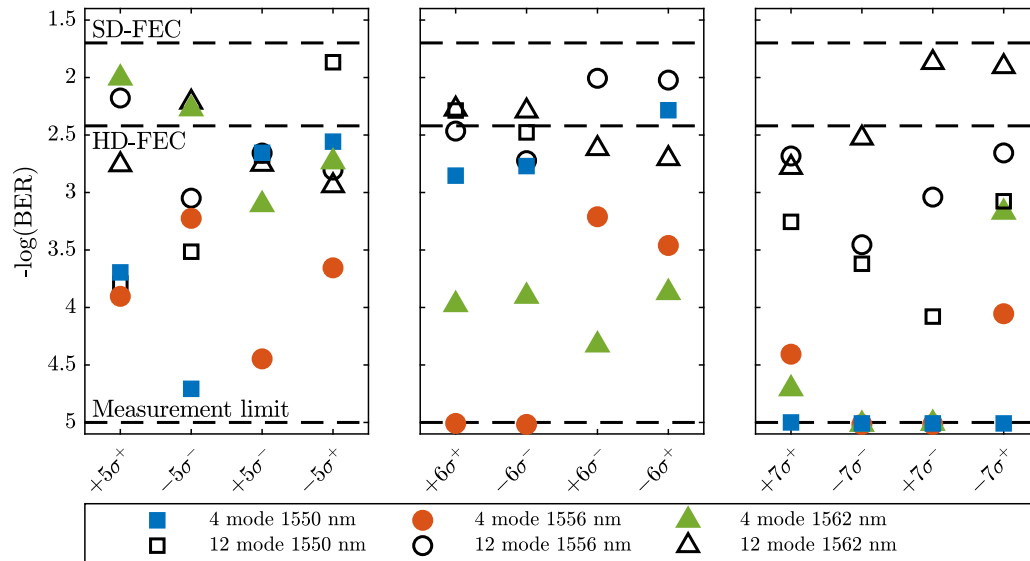 1.5
2
2.5
3
3.5
4
4.5
5
-log(BER)
SD-FEC
HD-FEC
Measurement limit
+5σ⁺ −5σ⁻ +5σ⁻ −5σ⁺
+6σ⁺ −6σ⁻ +6σ⁻ −6σ⁺
+7σ⁺ −7σ⁻ +7σ⁻ −7σ⁺
4 mode 1550 nm 4 mode 1556 nm 4 mode 1562 nm
12 mode 1550 nm 12 mode 1556 nm 12 mode 1562 nm